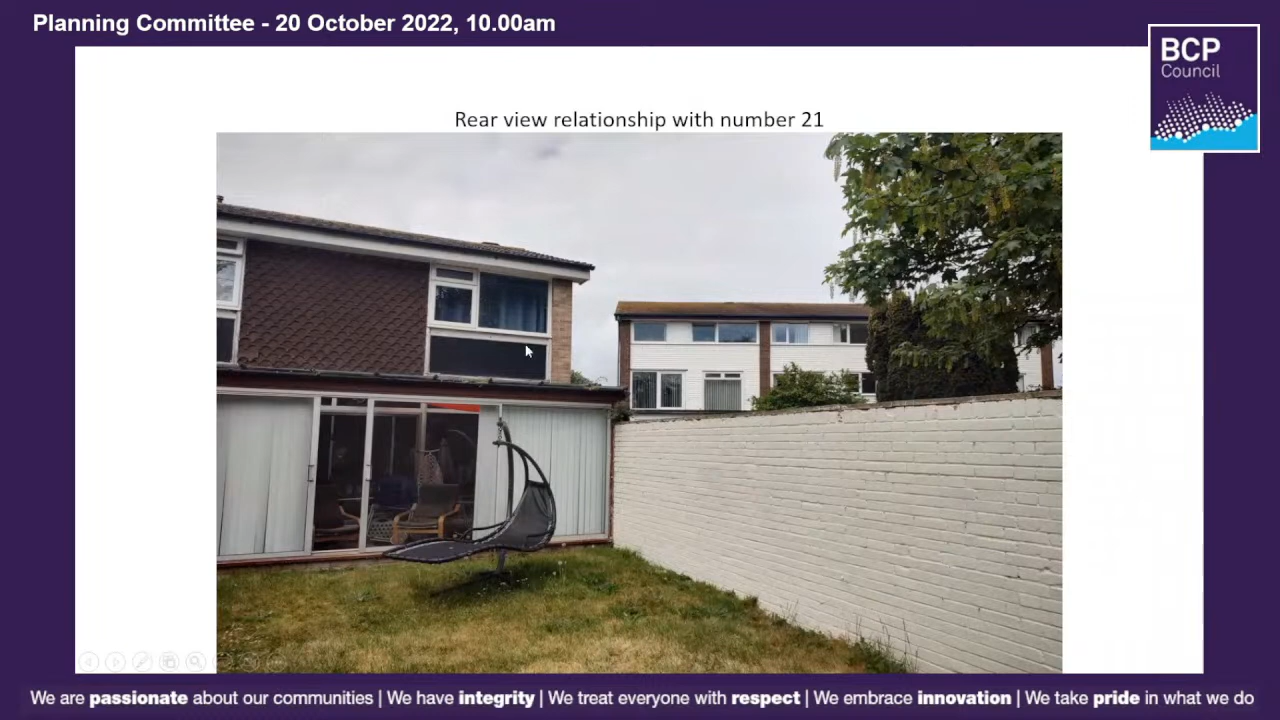 Planning Committee - 20 October 2022, 10.00am
BCP
Council
Rear view relationship with number 21
We are passionate about our communities | We have integrity | We treat everyone with respect | We embrace innovation | We take pride in what we do